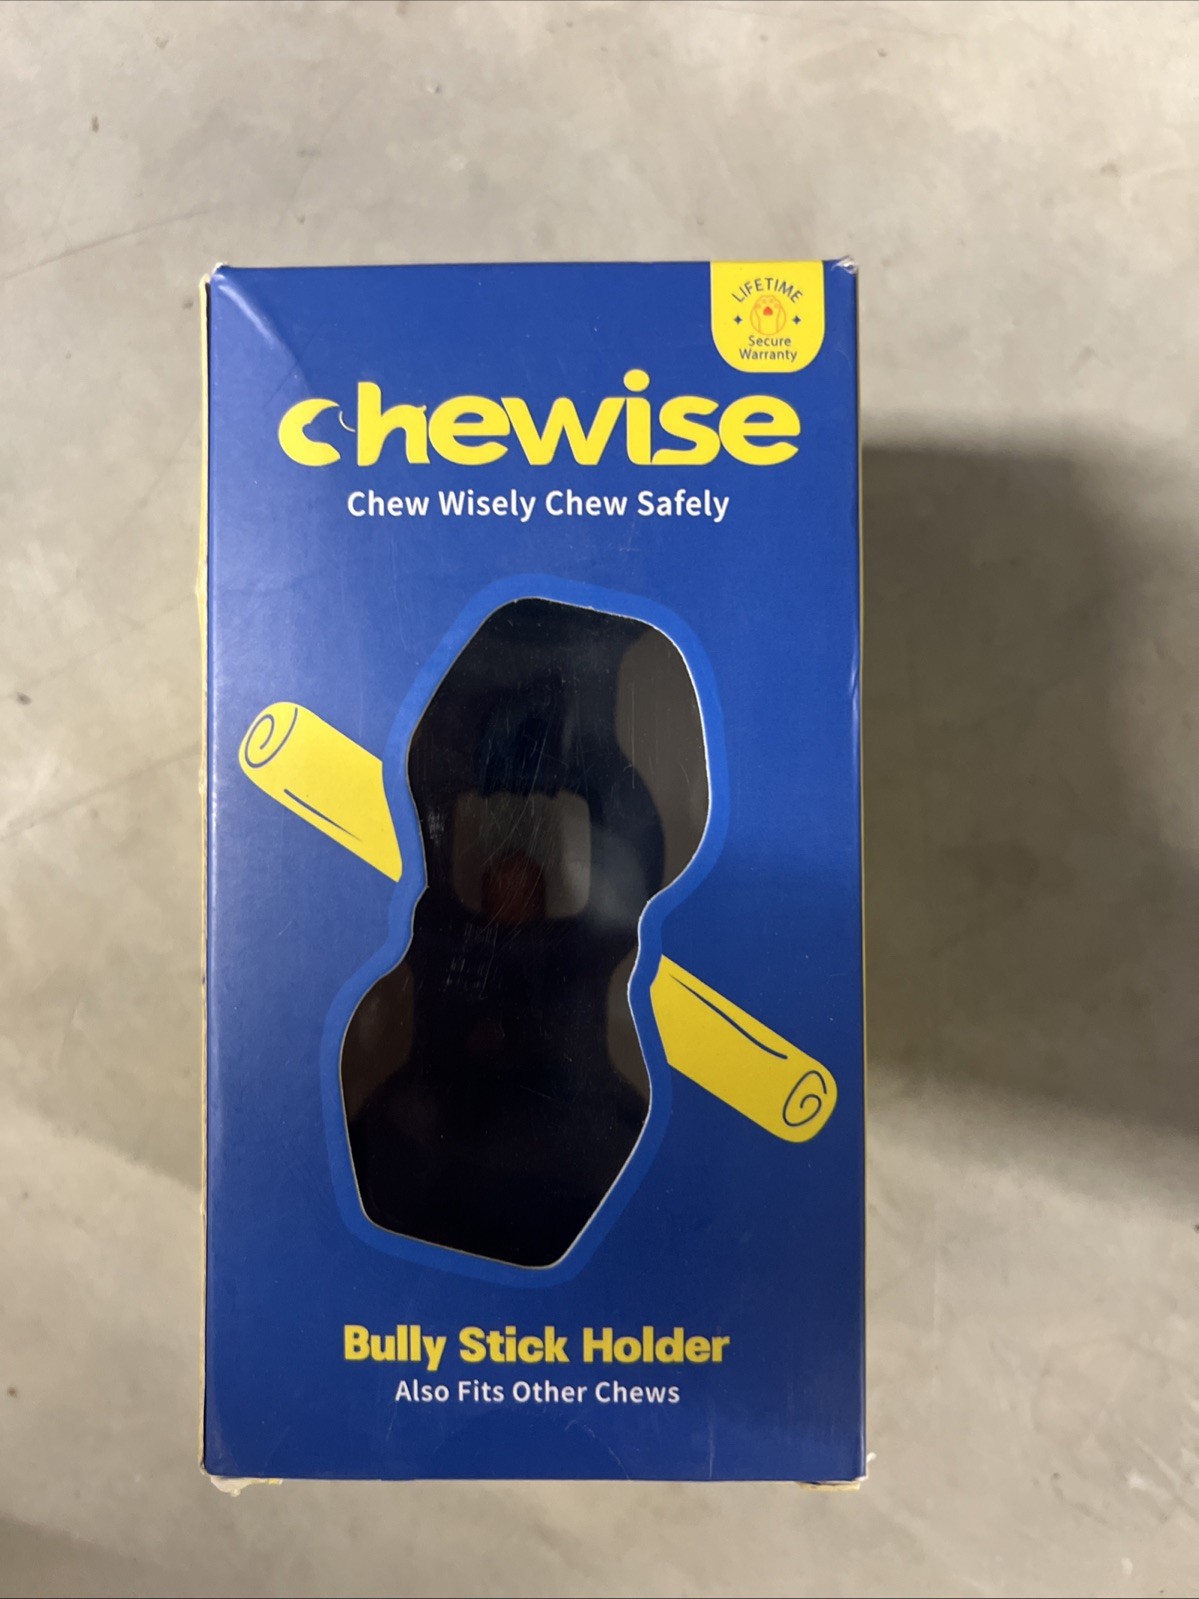 LIFETIME
Secure
Warranty
chewise
Chew Wisely Chew Safely
Bully Stick Holder
Also Fits Other Chews